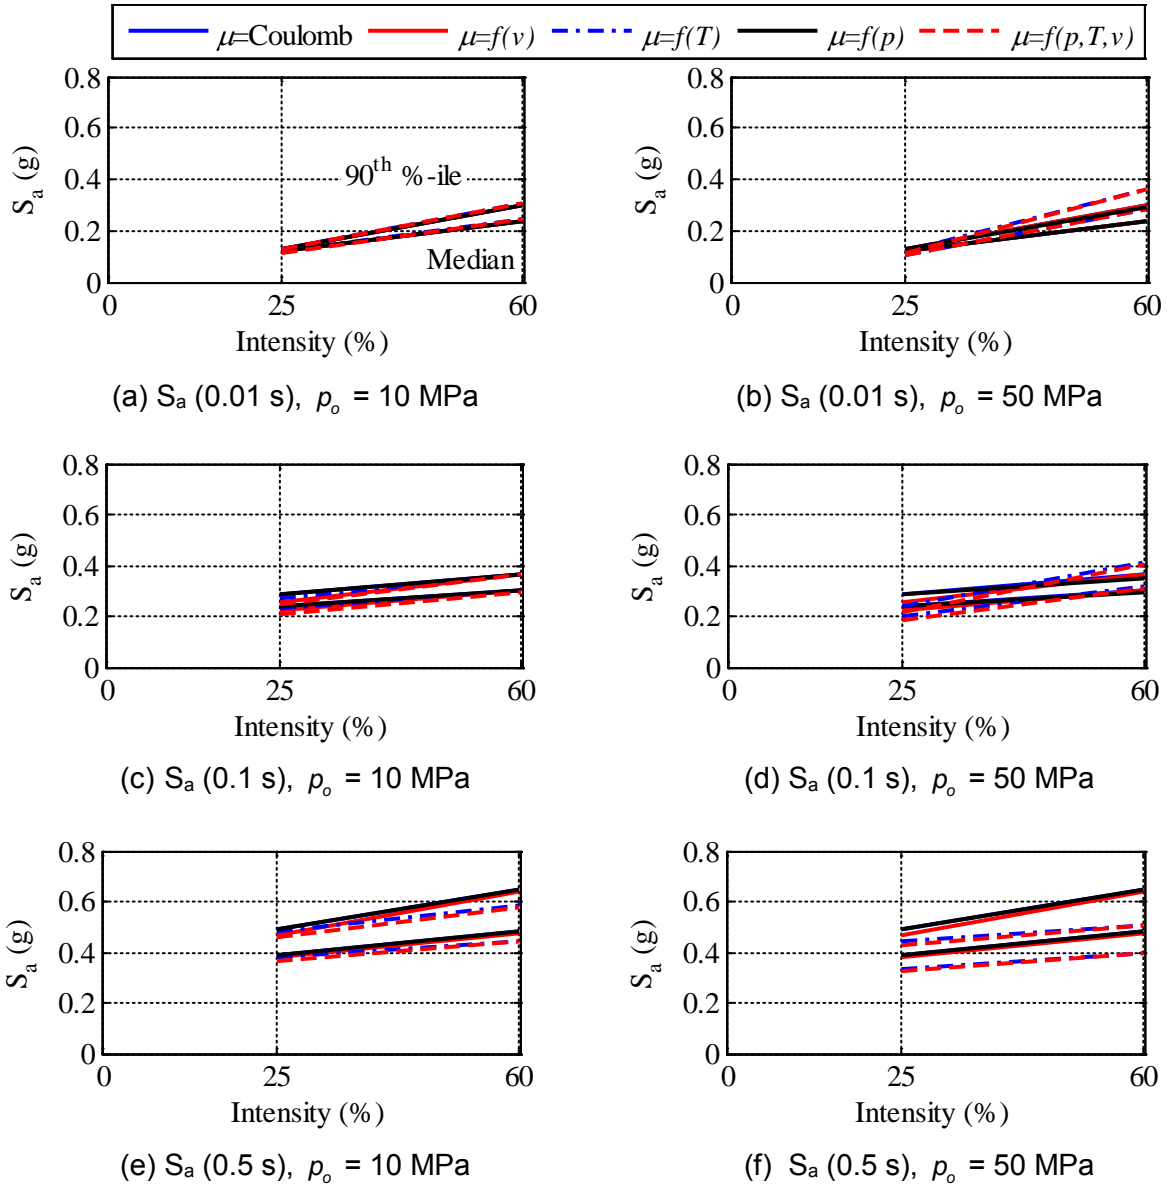 μ=Coulomb μ=f(v) μ=f(T) μ=f(p) μ=f(p,T,v)
0.8 0.8
0.6 0.6
Sa (g) 0.4 90th %-ile Sa (g) 0.4
0.2 0.2
Median
0 0
0 25 60 0 25 60
Intensity (%) Intensity (%)
(a) Sa (0.01 s), po = 10 MPa (b) Sa (0.01 s), po = 50 MPa
0.8 0.8
0.6 0.6
Sa (g) 0.4 Sa (g) 0.4
0.2 0.2
0 0
0 25 60 0 25 60
Intensity (%) Intensity (%)
(c) Sa (0.1 s), po = 10 MPa (d) Sa (0.1 s), po = 50 MPa
0.8 0.8
0.6 0.6
Sa (g) 0.4 Sa (g) 0.4
0.2 0.2
0 0
0 25 60 0 25 60
Intensity (%) Intensity (%)
(e) Sa (0.5 s), po = 10 MPa (f) Sa (0.5 s), po = 50 MPa